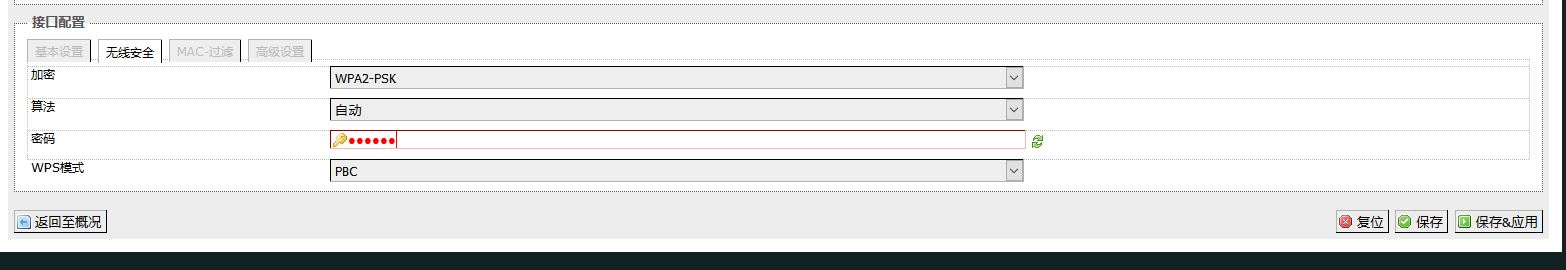 接口配置
基本设置 无线安全 MAC-过滤 高级设置
加密 WPA2-PSK
算法 自动
密码 ●●●●●●
WPS模式 PBC
返回至概况 复位 保存 保存&应用